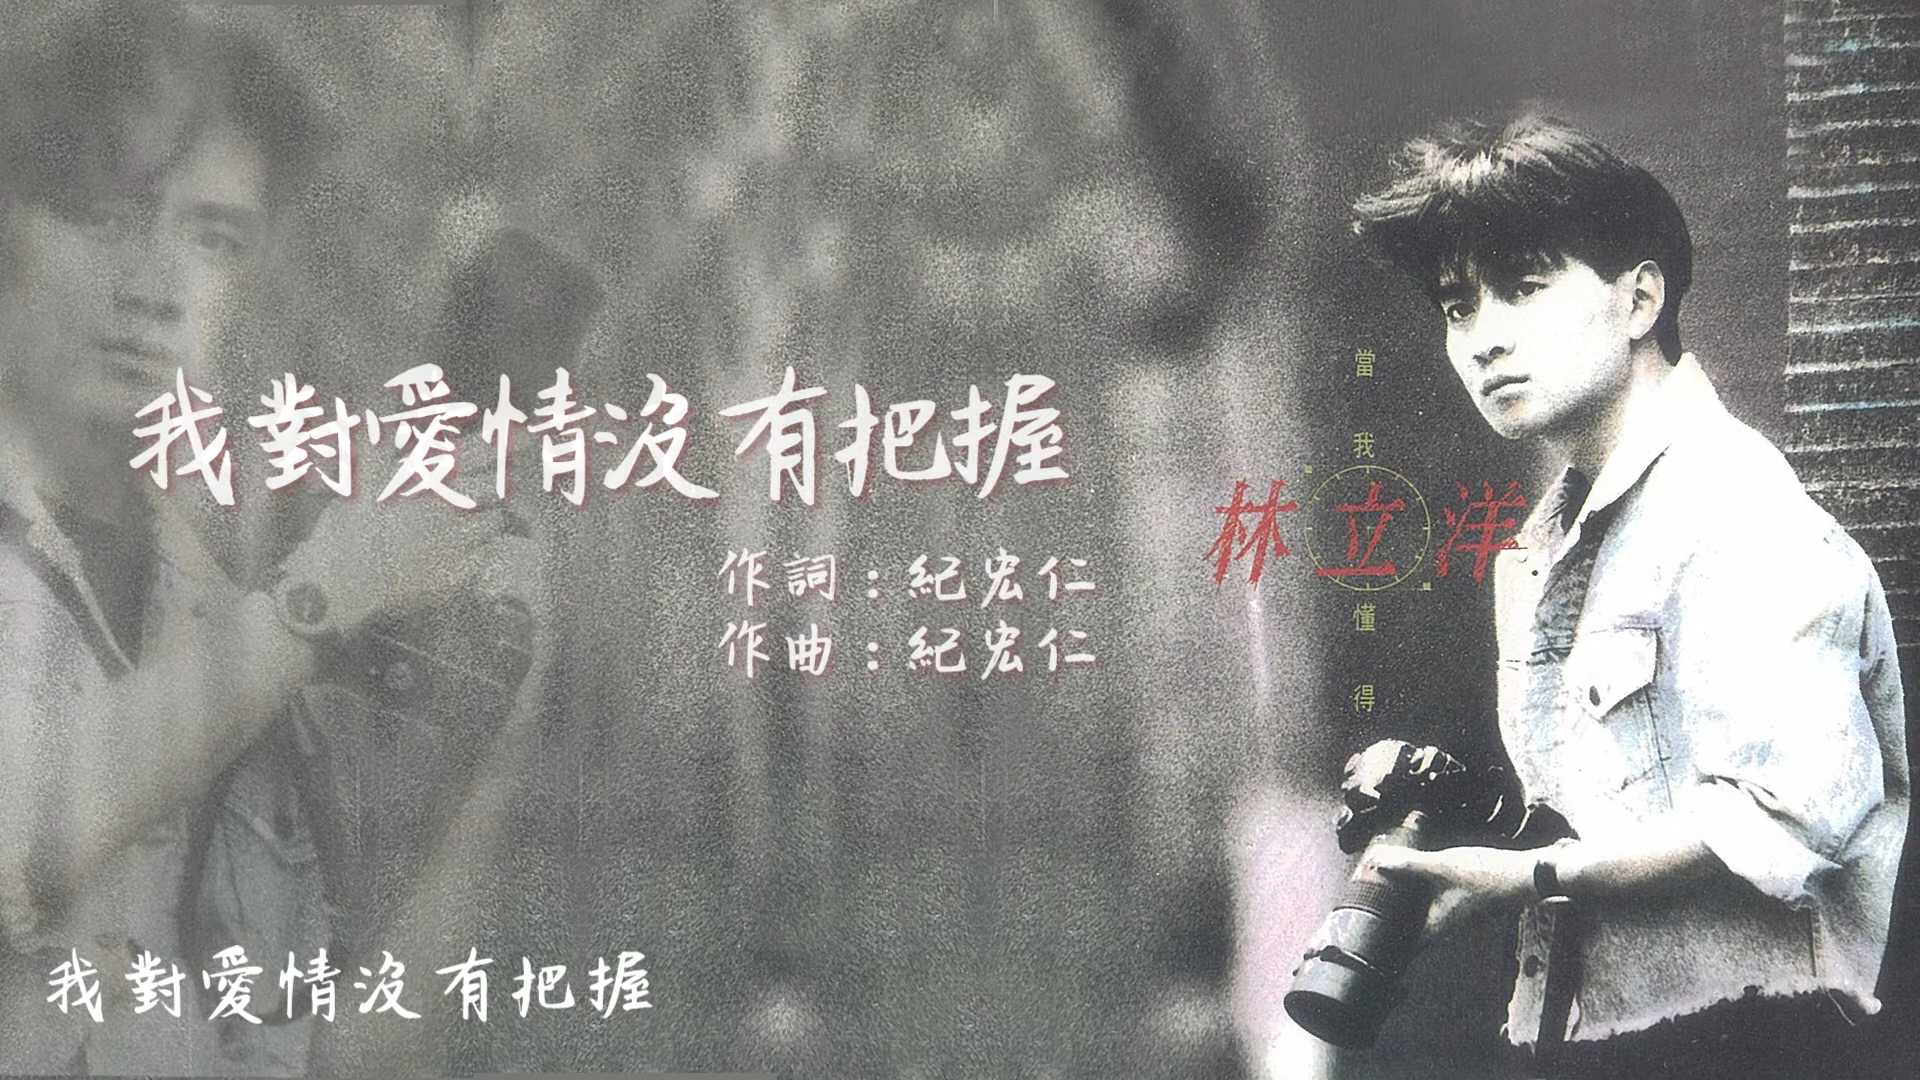 我對愛情沒有把握
作詞：紀宏仁
作曲：紀宏仁
當我懂得
林立洋
我對愛情沒有把握